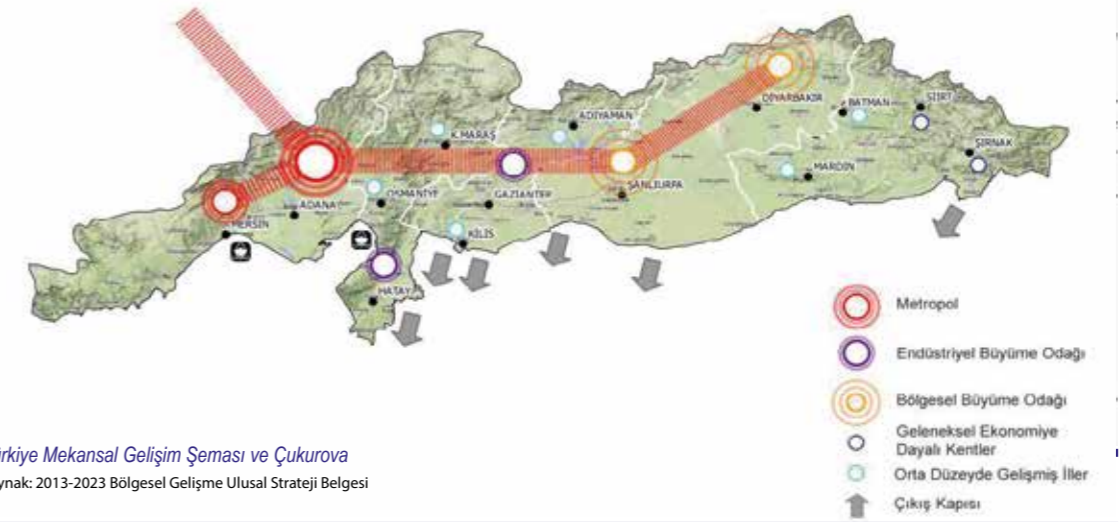 DİYARBAKIR
BATMAN
SİİRT
ADIYAMAN
K.MARAŞ
ŞIRNAK
MARDİN
ŞANLIURFA
OSMANİYE
GAZİANTEP
ADANA
MERSİN
KİLİS
HATAY
Metropol
Endüstriyel Büyüme Odağı
Bölgesel Büyüme Odağı
Geleneksel Ekonomiye
Dayalı Kentler
Orta Düzeyde Gelişmiş İller
Çıkış Kapısı
ürkiye Mekansal Gelişim Şeması ve Çukurova
aynak: 2013-2023 Bölgesel Gelişme Ulusal Strateji Belgesi